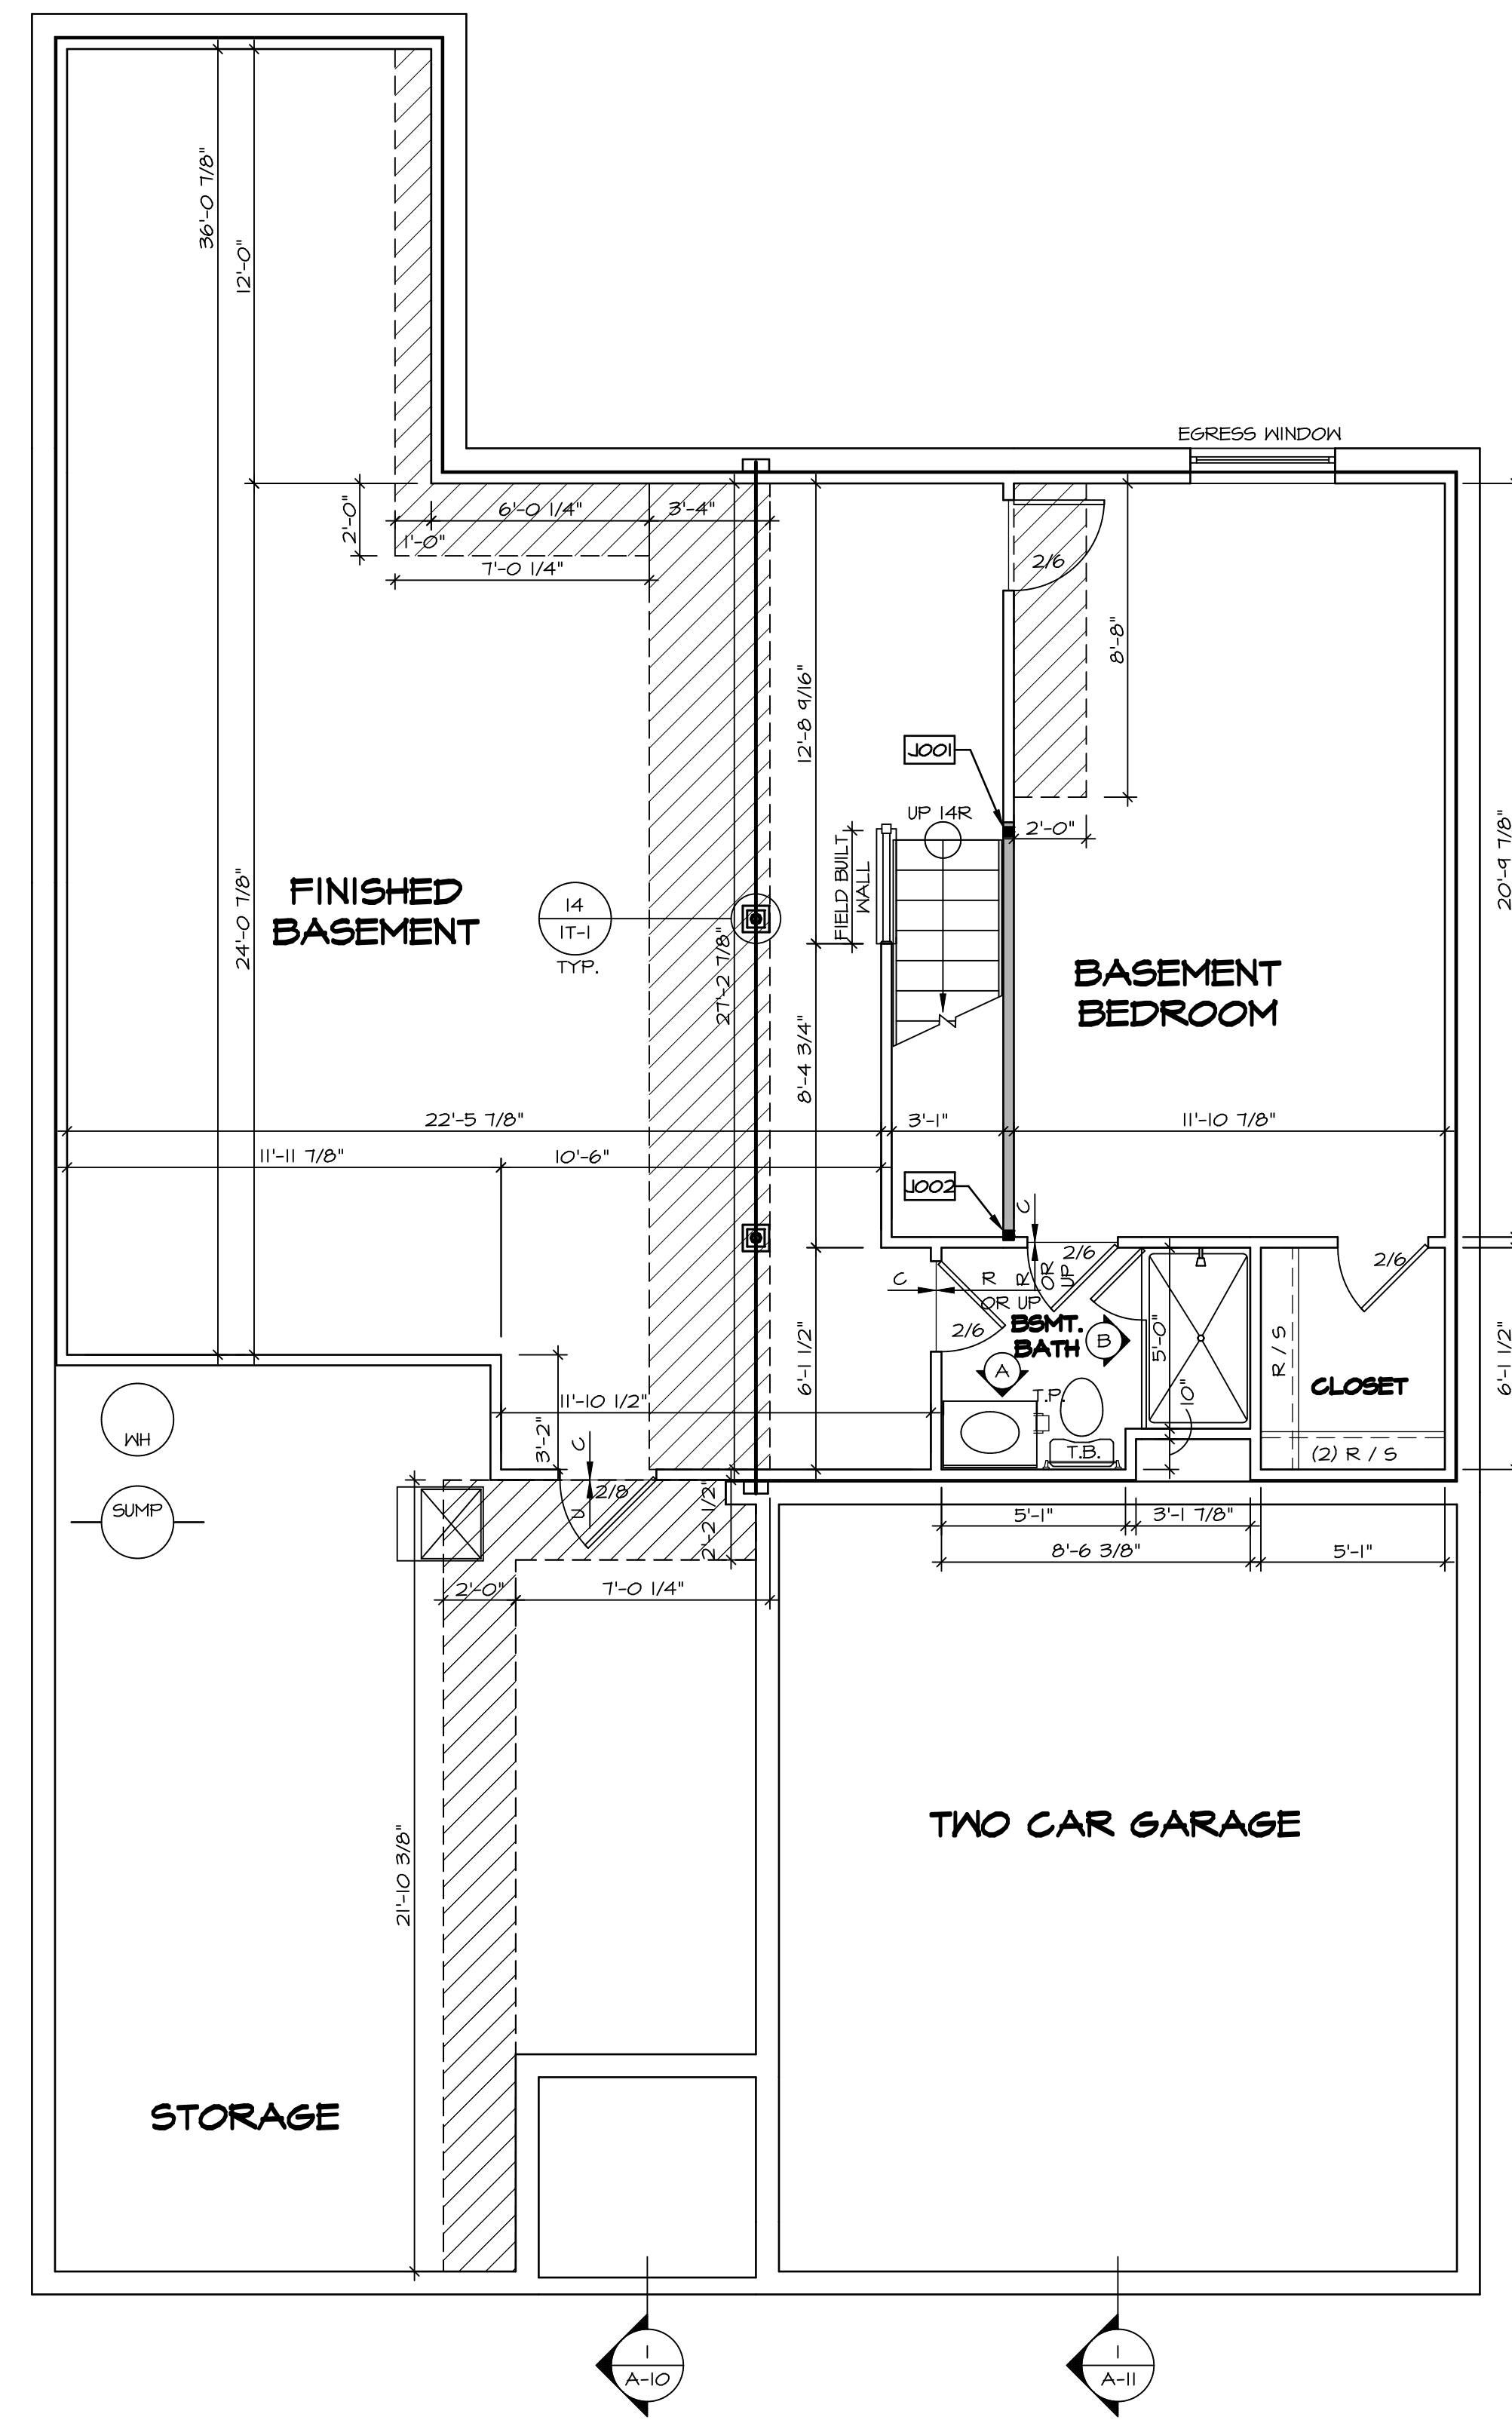 EGRESS WINDOW
36'-0 7/8"
12'-0"
2'-0"
6'-0 1/4"
3'-4"
1'-0"
7'-0 1/4"
2/6
8'-8"
12'-8 9/16"
J001
UP 14R
2'-0"
FIELD BUILT
WALL
20'-9 7/8"
FINISHED
BASEMENT
24'-0 7/8"
14
1T-1
TYP.
27'-2 7/8"
BASEMENT
BEDROOM
8'-4 3/4"
22'-5 7/8"
3'-1"
11'-10 7/8"
11'-11 7/8"
10'-6"
J002
C
2/6
R
OR
UP
C
R
OR UP
2/6
2/6
BSMT.
BATH
B
A
5'-0"
10"
R / S
CLOSET
6'-1 1/2"
6'-1 1/2"
T.P.
T.B.
(2) R / S
11'-10 1/2"
3'-2"
C
WH
SUMP
2/8
U
2'-2 1/2"
5'-1"
3'-1 7/8"
8'-6 3/8"
5'-1"
2'-0"
7'-0 1/4"
21'-10 3/8"
TWO CAR GARAGE
STORAGE
1
A-10
1
A-11